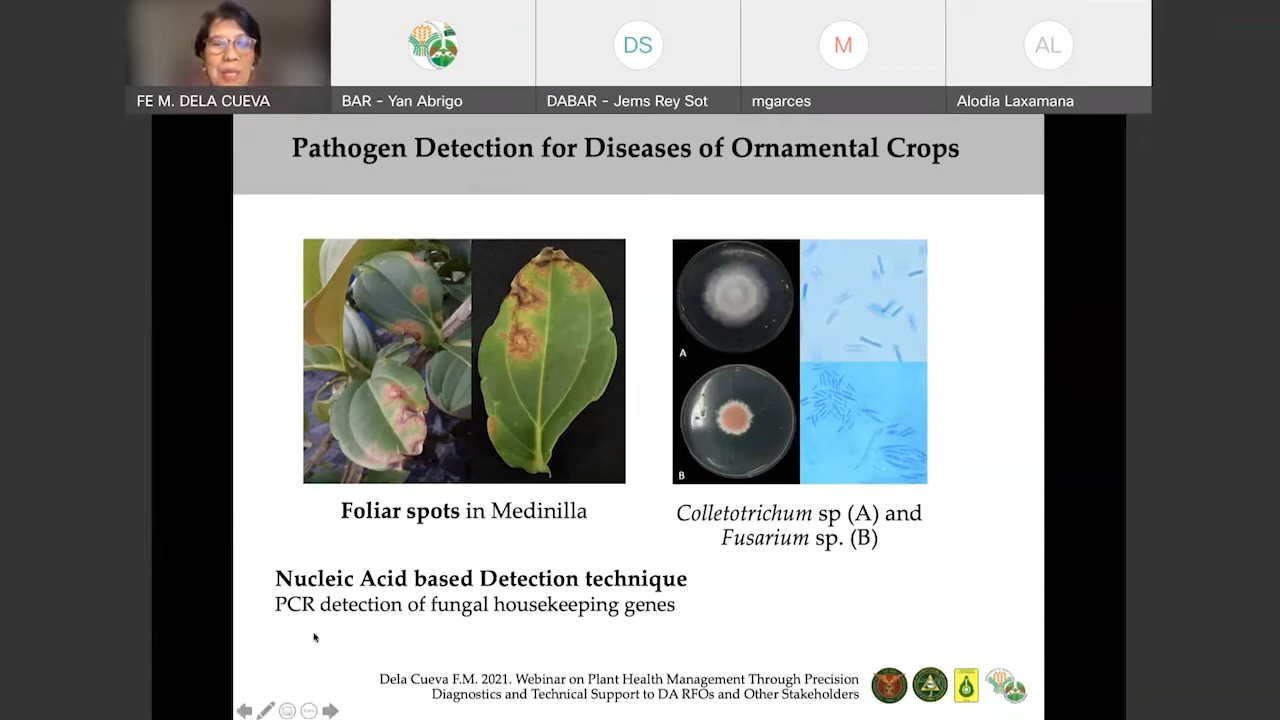 DS
M
AL
FE M. DELA CUEVA
BAR - Yan Abrigo
DABAR - Jems Rey Sot
mgarces
Alodia Laxamana
Pathogen Detection for Diseases of Ornamental Crops
A
B
Foliar spots in Medinilla
Colletotrichum sp (A) and
Fusarium sp. (B)
Nucleic Acid based Detection technique
PCR detection of fungal housekeeping genes
Dela Cueva F.M. 2021. Webinar on Plant Health Management Through Precision
Diagnostics and Technical Support to DA RFOs and Other Stakeholders